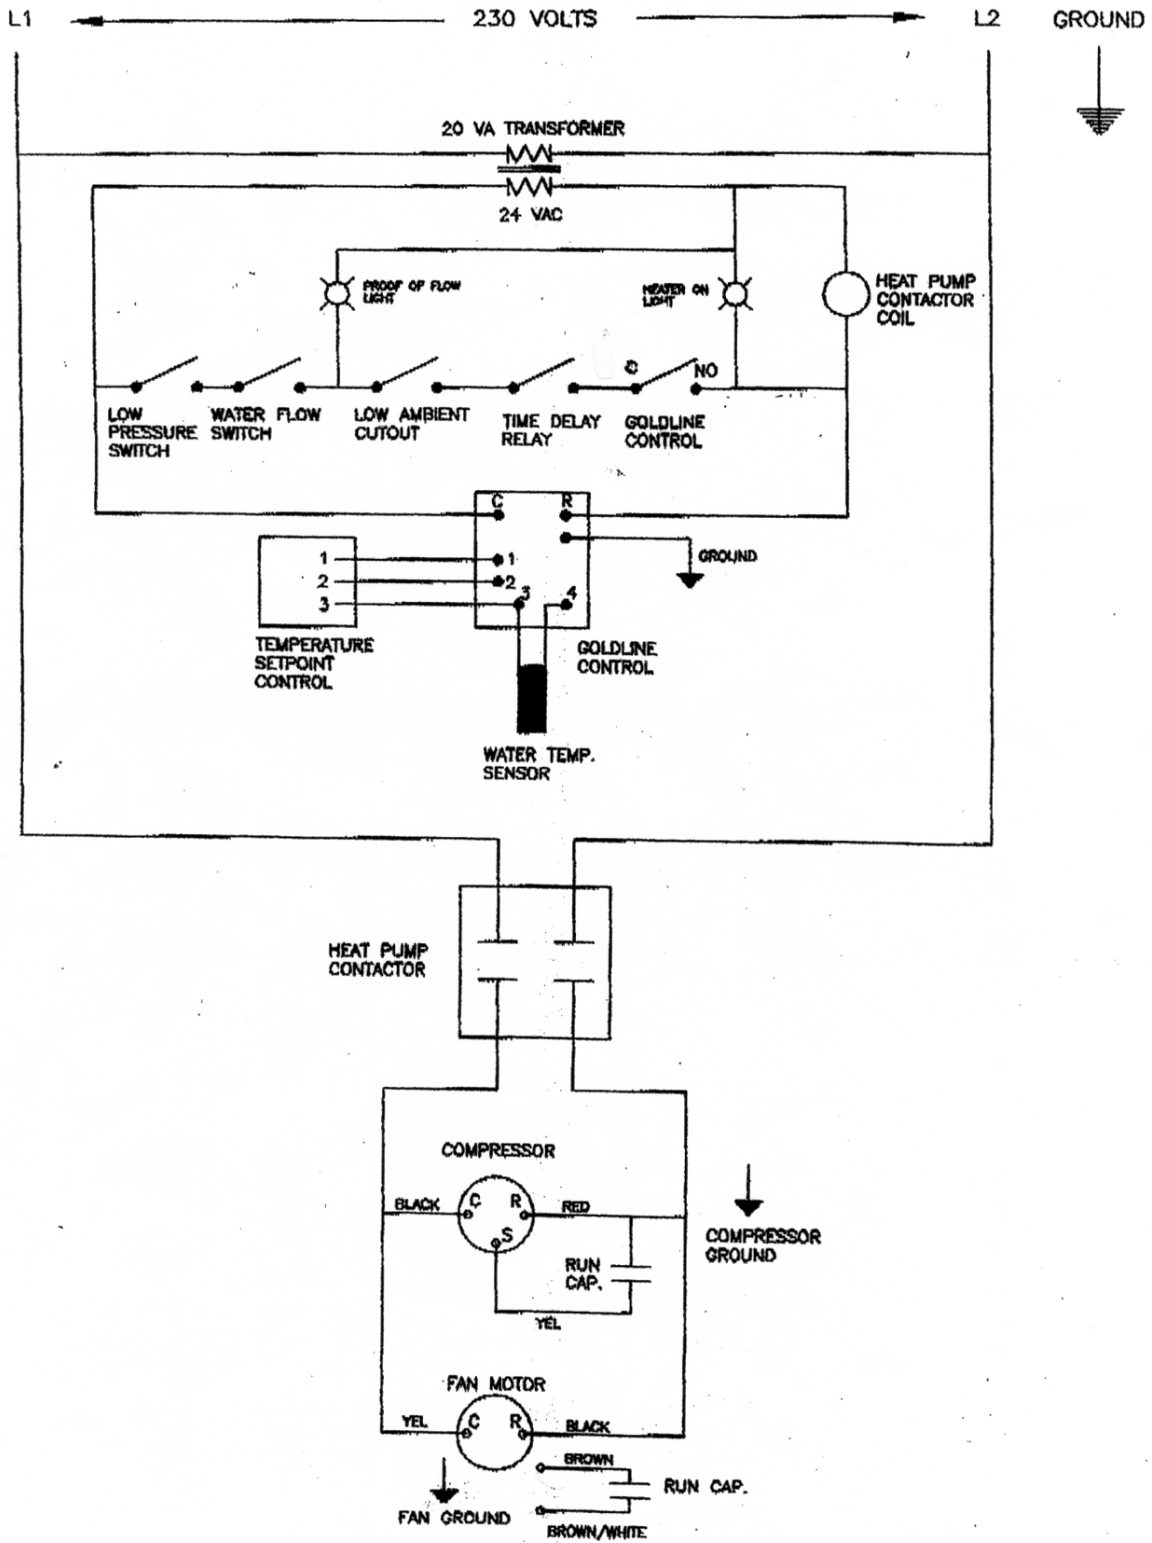 L1 230 VOLTS L2 GROUND
20 VA TRANSFORMER
24 VAC
PROOF OF FLOW
LIGHT
HEATER ON
LIGHT
HEAT PUMP
CONTACTOR
COIL
NO
LOW
PRESSURE
SWITCH
WATER FLOW
SWITCH
LOW AMBIENT
CUTOUT
TIME DELAY
RELAY
GOLDLINE
CONTROL
C R
1 1
2 2
3 3 4
GROUND
TEMPERATURE
SETPOINT
CONTROL
GOLDLINE
CONTROL
WATER TEMP.
SENSOR
HEAT PUMP
CONTACTOR
COMPRESSOR
BLACK C R RED
S
RUN
CAP.
YEL
COMPRESSOR
GROUND
FAN MOTOR
YEL C R BLACK
BROWN
RUN CAP.
FAN GROUND
BROWN/WHITE